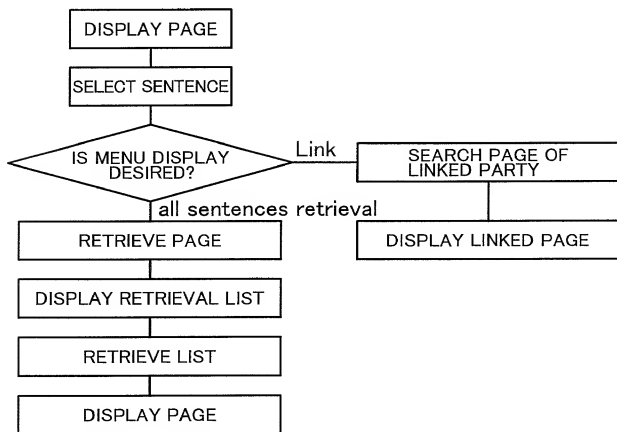 DISPLAY PAGE
SELECT SENTENCE
IS MENU DISPLAY
DESIRED?
Link
SEARCH PAGE OF
LINKED PARTY
DISPLAY LINKED PAGE
all sentences retrieval
RETRIEVE PAGE
DISPLAY RETRIEVAL LIST
RETRIEVE LIST
DISPLAY PAGE